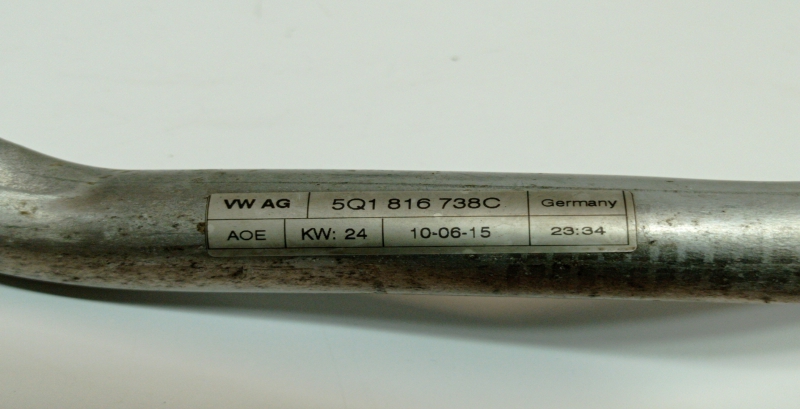 VW AG 5Q1 816 738C Germany
AOE KW: 24 10-06-15 23:34